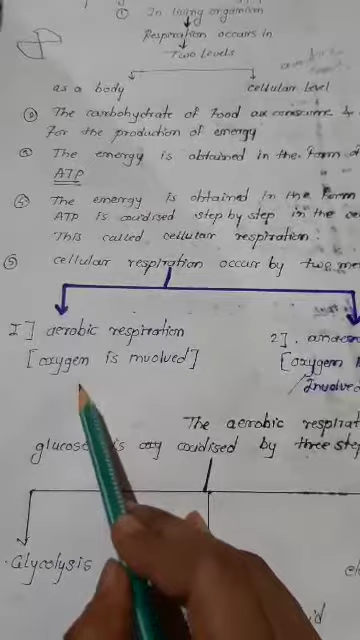 ① In living organism
Respiration occurs in
Two Levels
as a body cellular level
② The carbohydrate of Food are consume
For the production of energy
The energy is obtained in the form of
ATP
The energy is obtained in the form
ATP is oxidised step by step in the
This called cellular respiration.
⑤ cellular respiration occur by two
I] aerobic respiration 2].
[oxygen is involved] [oxygen
Involved
The aerobic
glucose is oxidised by three step
Glycolysis